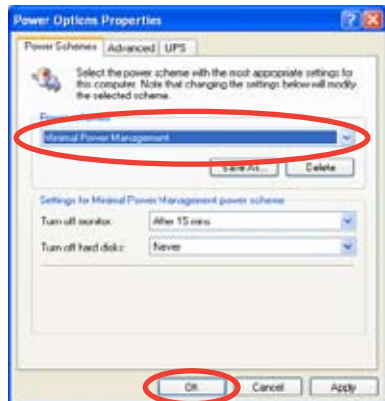 Power Options Properties
Power Schemes Advanced UPS
Select the power scheme with the most appropriate settings for
this computer. Note that changing the settings below will modify
the selected scheme.
Power schemes
Minimal Power Management
Save As... Delete
Settings for Minimal Power Management power scheme
Turn off monitor: After 15 mins
Turn off hard disks: Never
OK Cancel Apply